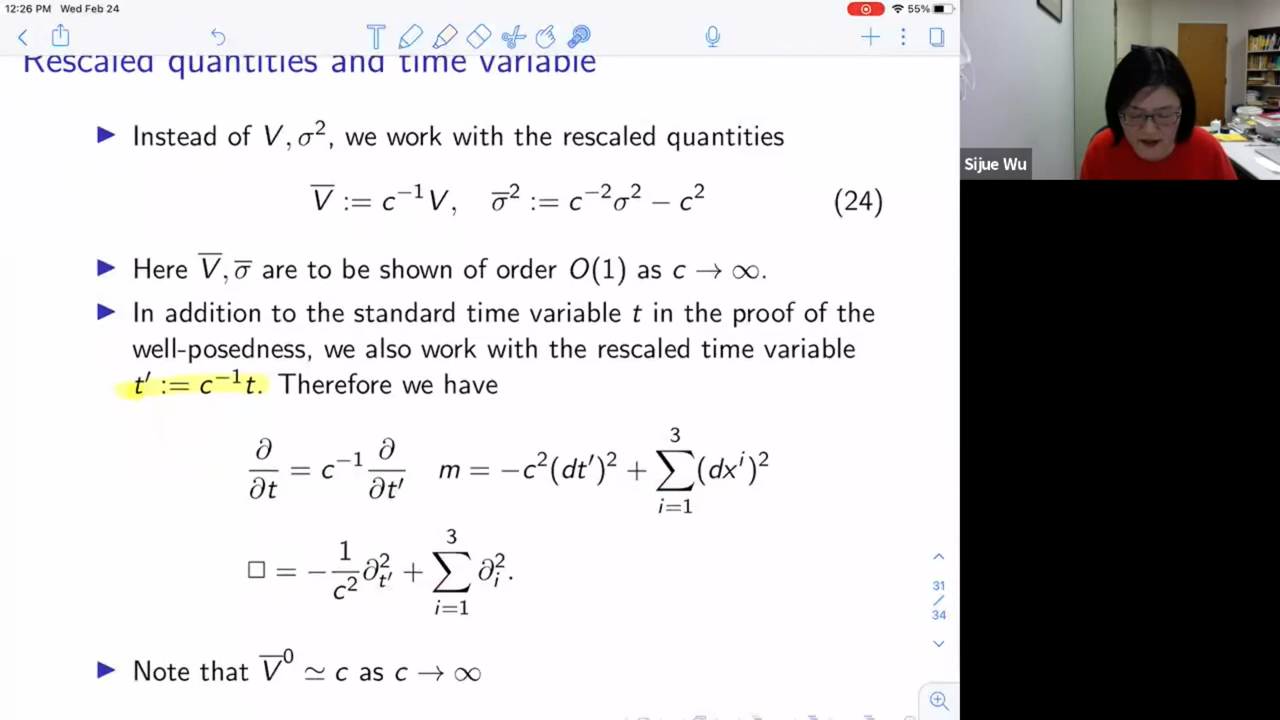 12:26 PM Wed Feb 24
55%
Rescaled quantities and time variable
▶ Instead of V, σ², we work with the rescaled quantities
V̅ := c⁻¹V, σ̅² := c⁻²σ² − c² (24)
▶ Here V̅, σ̅ are to be shown of order O(1) as c → ∞.
▶ In addition to the standard time variable t in the proof of the
well-posedness, we also work with the rescaled time variable
t′ := c⁻¹t. Therefore we have
∂/∂t = c⁻¹ ∂/∂t′ m = −c²(dt′)² + ∑_{i=1}^{3} (dxⁱ)²
□ = − 1/c² ∂²_{t′} + ∑_{i=1}^{3} ∂²_i.
▶ Note that V̅⁰ ≃ c as c → ∞
31
/
34
Sijue Wu